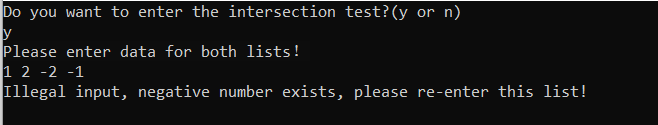 Do you want to enter the intersection test?(y or n)
y
Please enter data for both lists!
1 2 -2 -1
Illegal input, negative number exists, please re-enter this list!